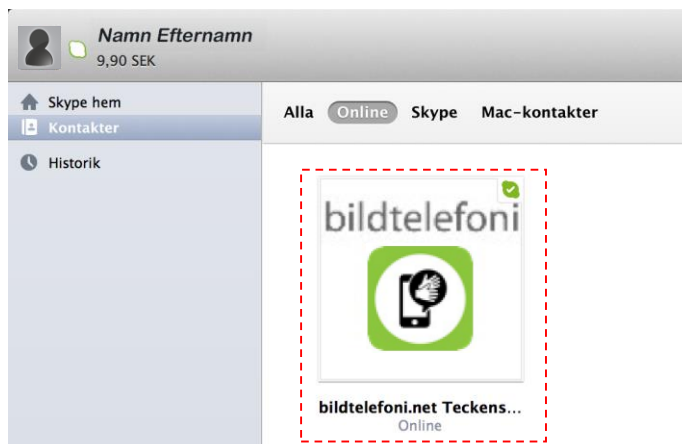 Namn Efternamn
9,90 SEK
Skype hem
Kontakter
Historik
Alla Online Skype Mac-kontakter
bildtelefoni
bildtelefoni.net Teckens...
Online